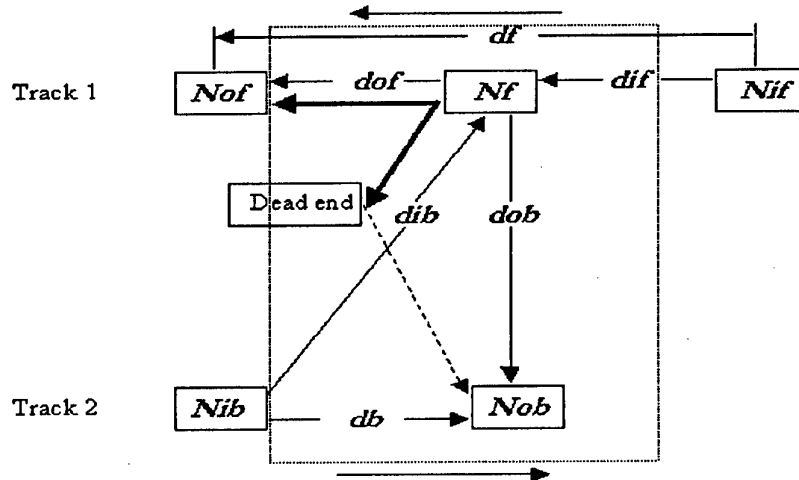 df
Track 1 Nof dof Nf dif Nif
Dead end dib dob
Track 2 Nib db Nob